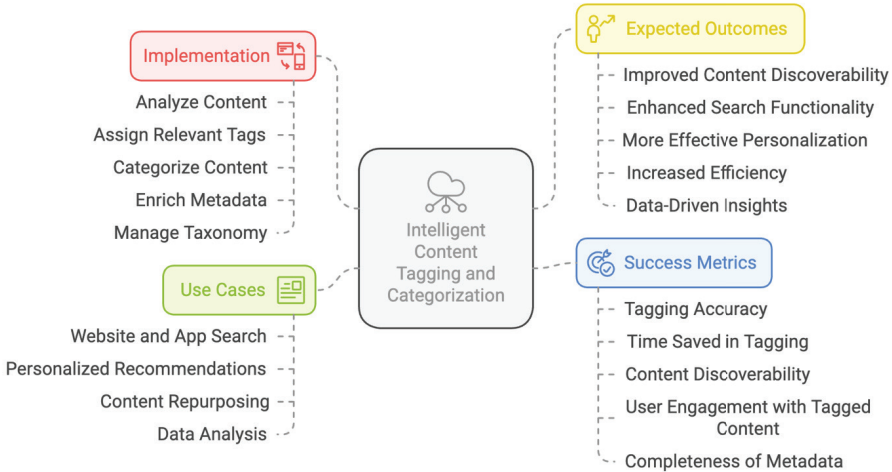 Implementation
Analyze Content
Assign Relevant Tags
Categorize Content
Enrich Metadata
Manage Taxonomy
Use Cases
Website and App Search
Personalized Recommendations
Content Repurposing
Data Analysis
Intelligent
Content
Tagging and
Categorization
Expected Outcomes
Improved Content Discoverability
Enhanced Search Functionality
More Effective Personalization
Increased Efficiency
Data-Driven Insights
Success Metrics
Tagging Accuracy
Time Saved in Tagging
Content Discoverability
User Engagement with Tagged
Content
Completeness of Metadata